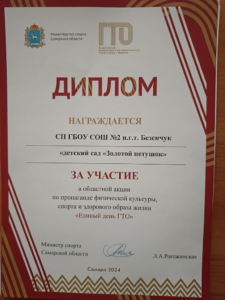 Министерство спорта
Самарской области
ГТО
ДИПЛОМ
НАГРАЖДАЕТСЯ
СП ГБОУ СОШ №2 п.г.т. Безенчук
«детский сад «Золотой петушок»
ЗА УЧАСТИЕ
в областной акции
по пропаганде физической культуры,
спорта и здорового образа жизни
«Единый день ГТО»
Министр спорта
Самарской области
Самара 2024